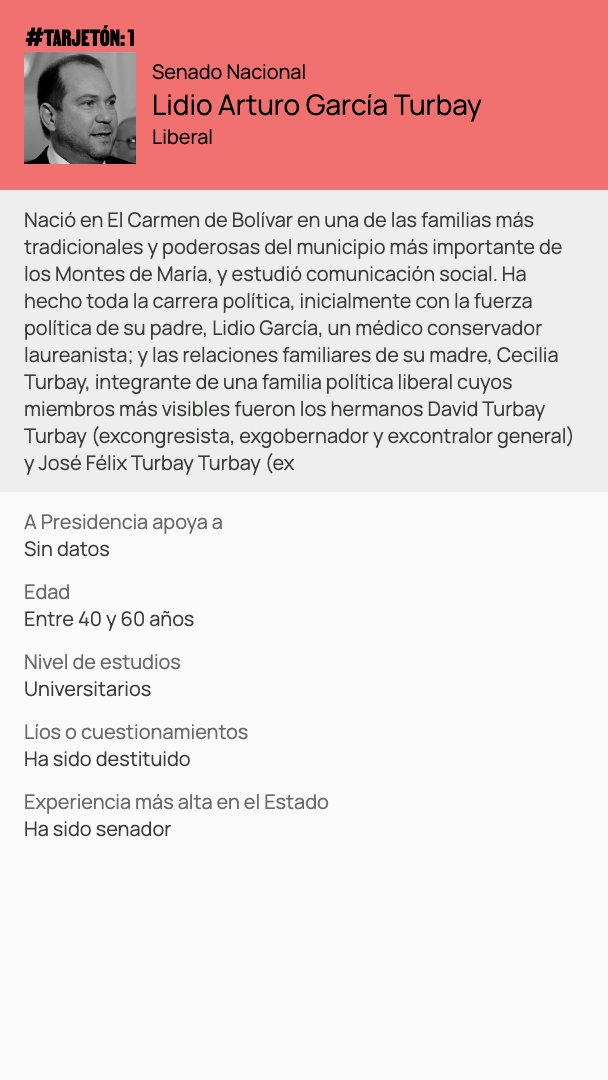 #TARJETÓN: 1
Senado Nacional
Lidio Arturo García Turbay
Liberal
Nació en El Carmen de Bolívar en una de las familias más
tradicionales y poderosas del municipio más importante de
los Montes de María, y estudió comunicación social. Ha
hecho toda la carrera política, inicialmente con la fuerza
política de su padre, Lidio García, un médico conservador
laureanista; y las relaciones familiares de su madre, Cecilia
Turbay, integrante de una familia política liberal cuyos
miembros más visibles fueron los hermanos David Turbay
Turbay (excongresista, exgobernador y excontralor general)
y José Félix Turbay Turbay (ex
A Presidencia apoya a
Sin datos
Edad
Entre 40 y 60 años
Nivel de estudios
Universitarios
Líos o cuestionamientos
Ha sido destituido
Experiencia más alta en el Estado
Ha sido senador